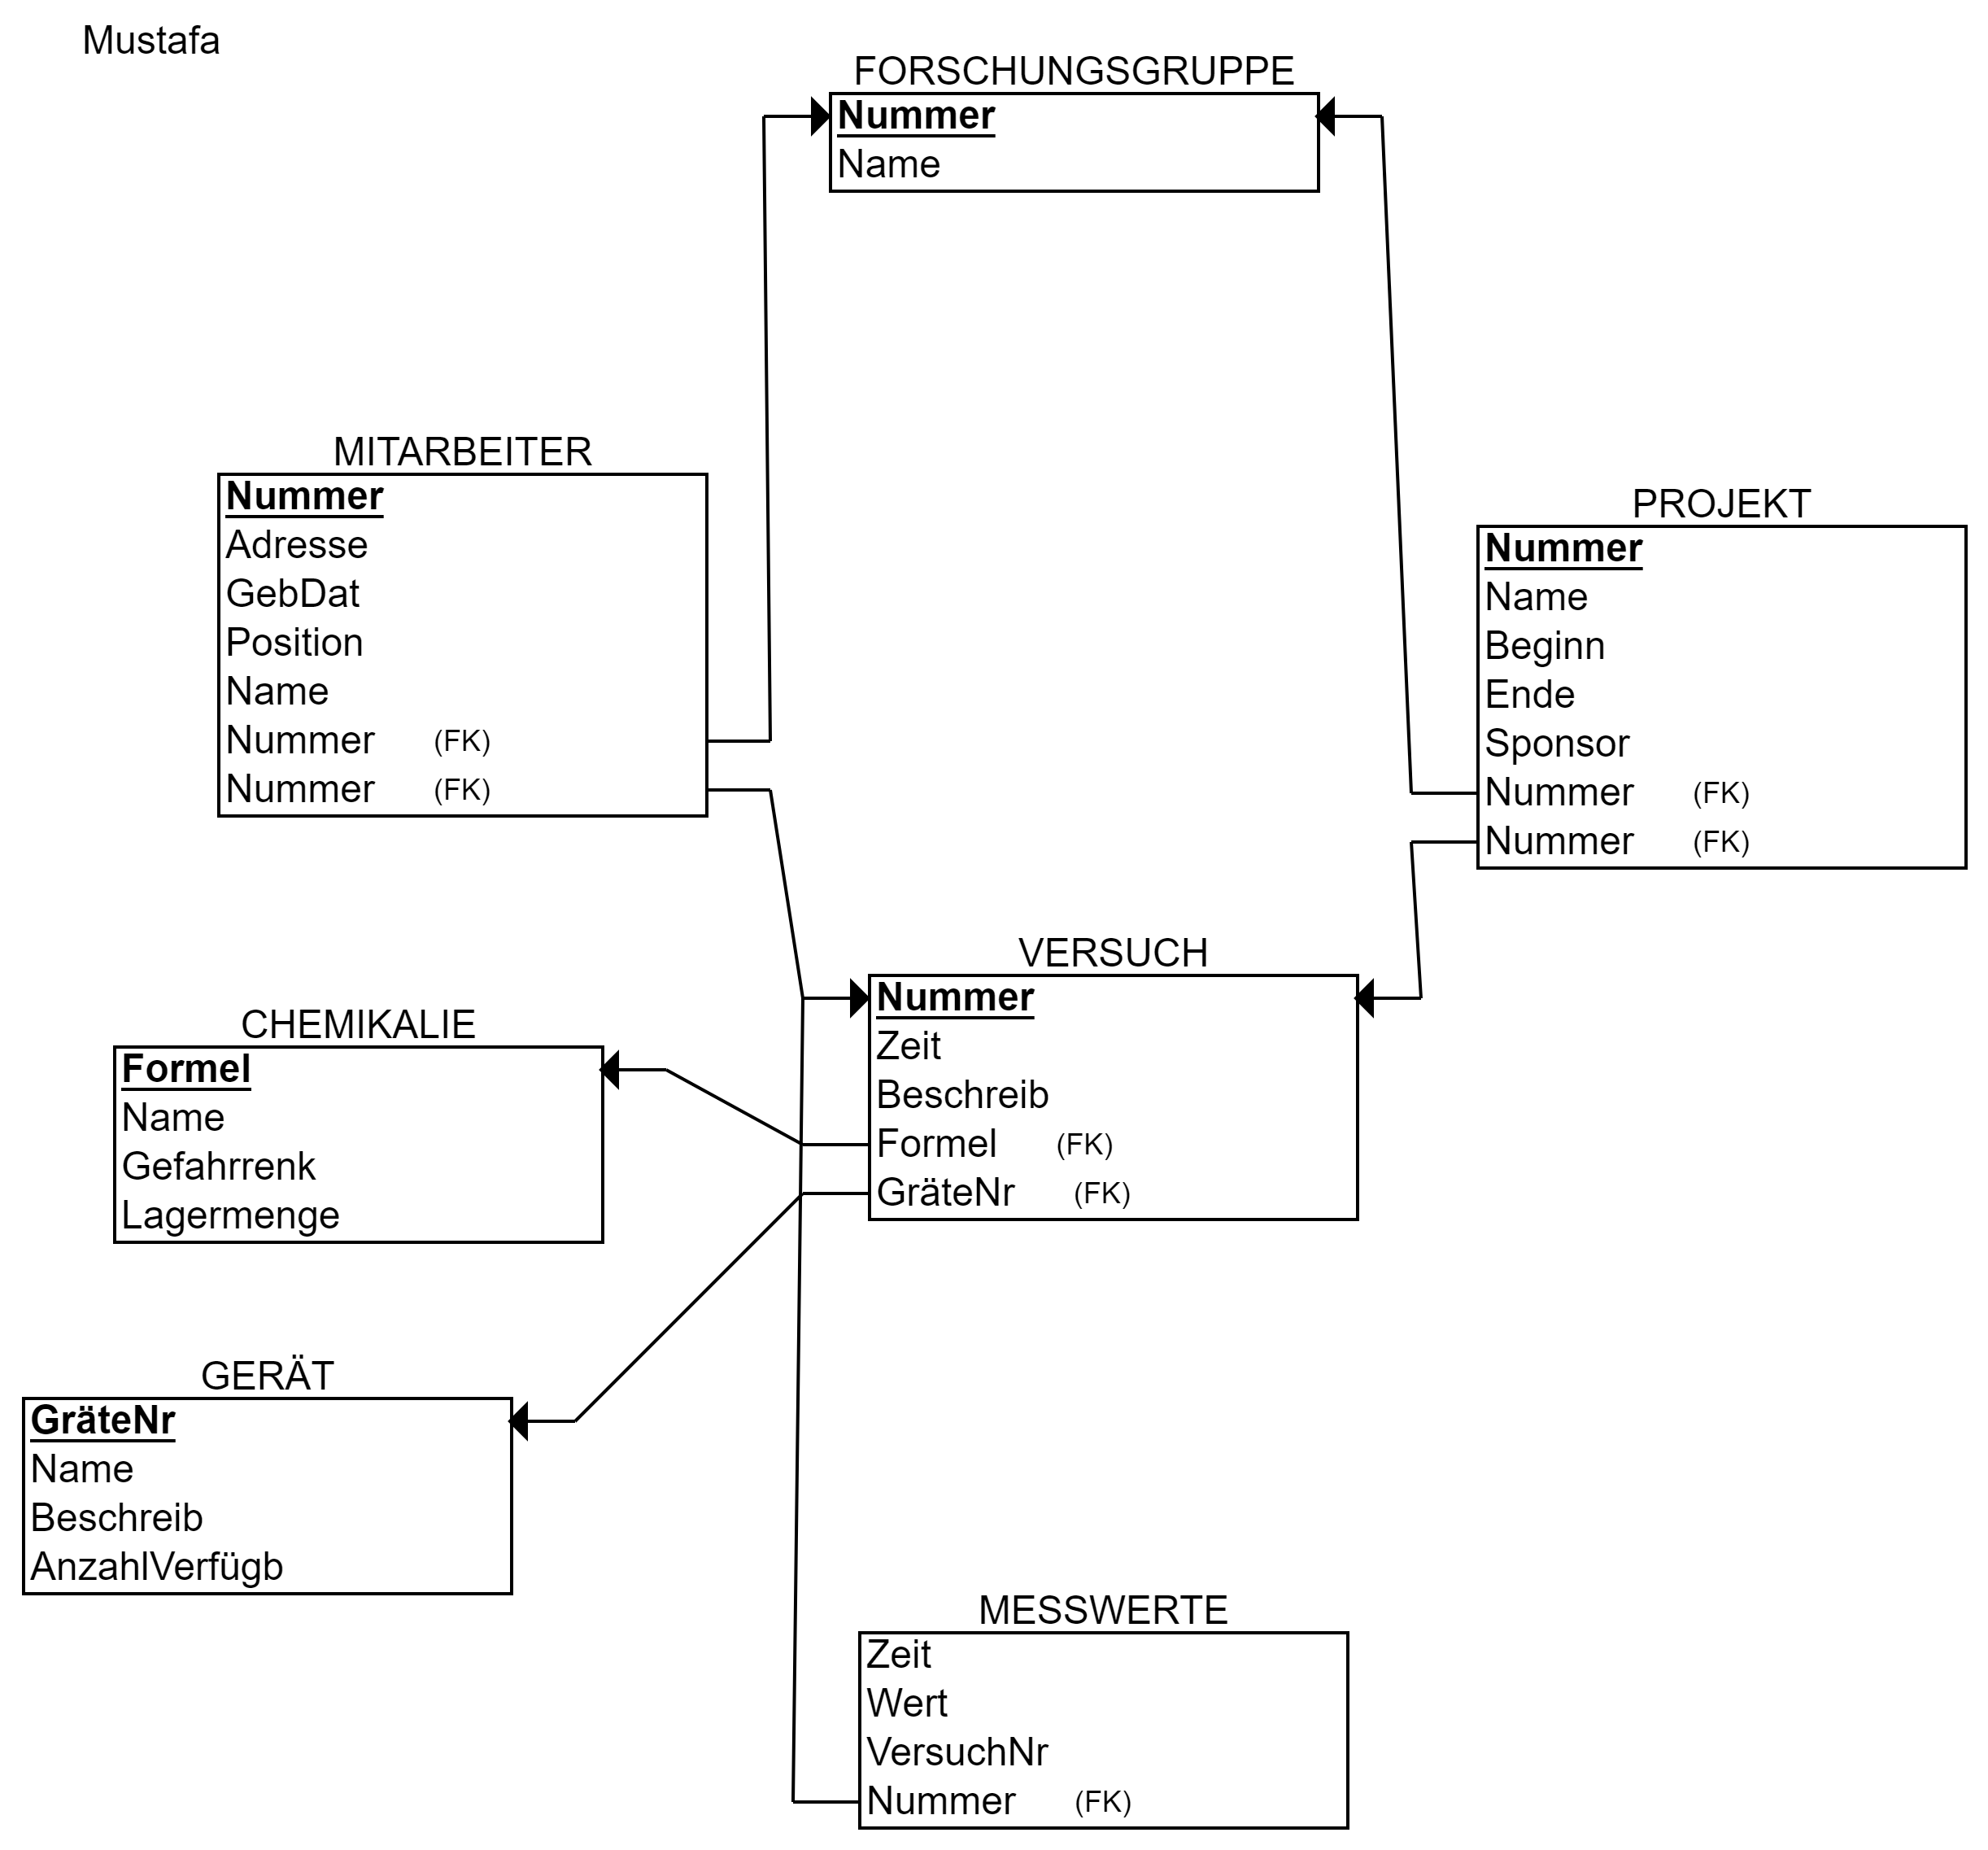 Mustafa
FORSCHUNGSGRUPPE
Nummer
Name
MITARBEITER
Nummer
Adresse
GebDat
Position
Name
Nummer (FK)
Nummer (FK)
PROJEKT
Nummer
Name
Beginn
Ende
Sponsor
Nummer (FK)
Nummer (FK)
VERSUCH
Nummer
Zeit
Beschreib
Formel (FK)
GräteNr (FK)
CHEMIKALIE
Formel
Name
Gefahrrenk
Lagermenge
GERÄT
GräteNr
Name
Beschreib
AnzahlVerfügb
MESSWERTE
Zeit
Wert
VersuchNr
Nummer (FK)